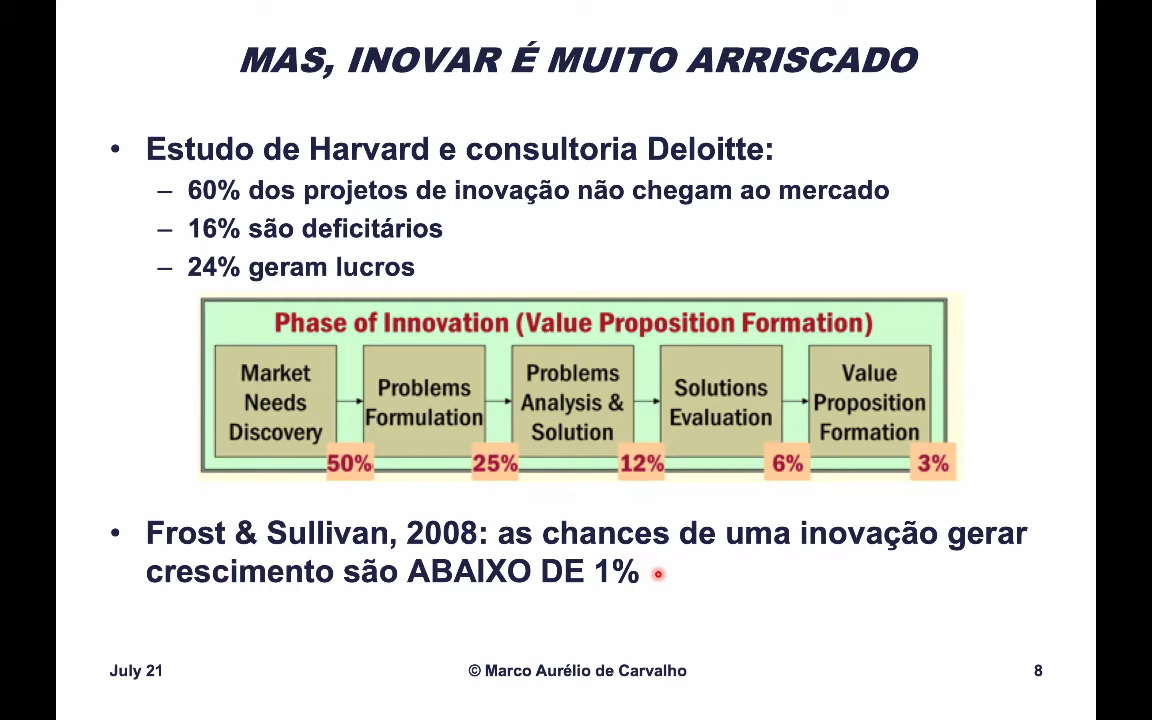 MAS, INOVAR É MUITO ARRISCADO
• Estudo de Harvard e consultoria Deloitte:
– 60% dos projetos de inovação não chegam ao mercado
– 16% são deficitários
– 24% geram lucros
Phase of Innovation (Value Proposition Formation)
Market
Needs
Discovery
50%
Problems
Formulation
25%
Problems
Analysis &
Solution
12%
Solutions
Evaluation
6%
Value
Proposition
Formation
3%
• Frost & Sullivan, 2008: as chances de uma inovação gerar
crescimento são ABAIXO DE 1%
July 21
© Marco Aurélio de Carvalho
8